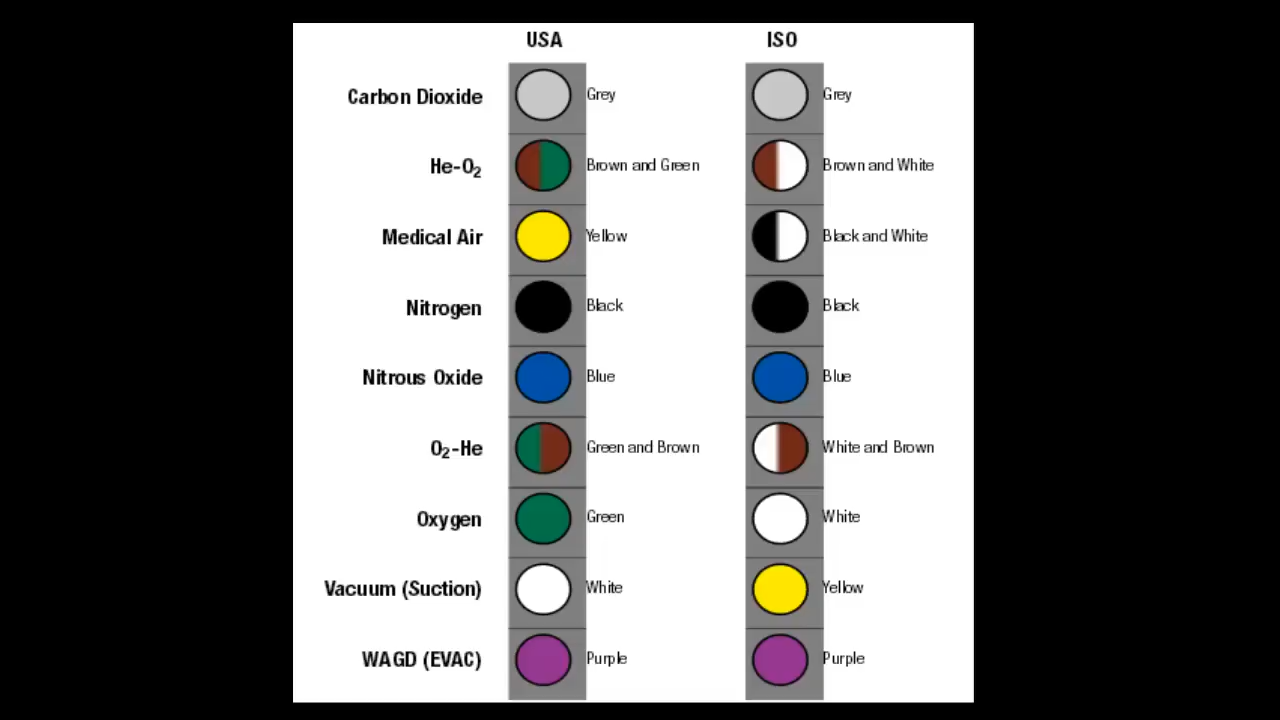 USA ISO
Carbon Dioxide Grey Grey
He-O₂ Brown and Green Brown and White
Medical Air Yellow Black and White
Nitrogen Black Black
Nitrous Oxide Blue Blue
O₂-He Green and Brown White and Brown
Oxygen Green White
Vacuum (Suction) White Yellow
WAGD (EVAC) Purple Purple